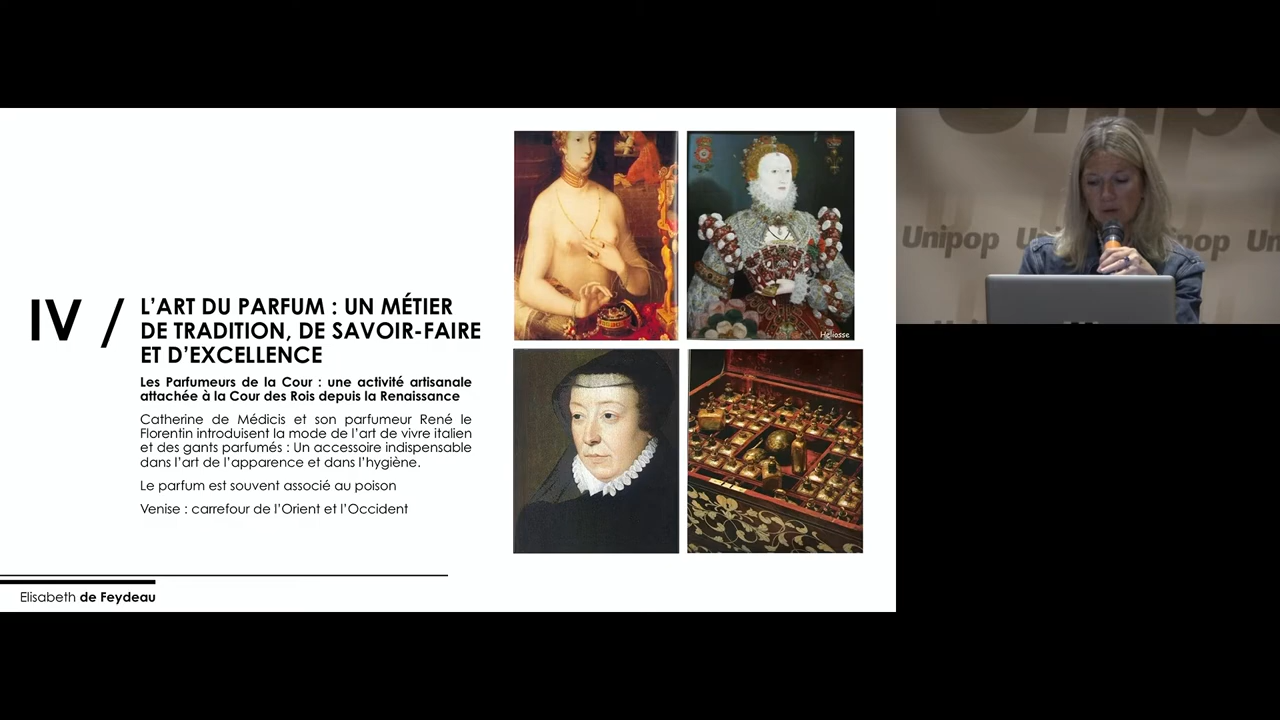 IV /
L'ART DU PARFUM : UN MÉTIER
DE TRADITION, DE SAVOIR-FAIRE
ET D'EXCELLENCE
Les Parfumeurs de la Cour : une activité artisanale
attachée à la Cour des Rois depuis la Renaissance
Catherine de Médicis et son parfumeur René le
Florentin introduisent la mode de l'art de vivre italien
et des gants parfumés : Un accessoire indispensable
dans l'art de l'apparence et dans l'hygiène.
Le parfum est souvent associé au poison
Venise : carrefour de l'Orient et l'Occident
Elisabeth de Feydeau
Heliosse
Unipop
Unipop